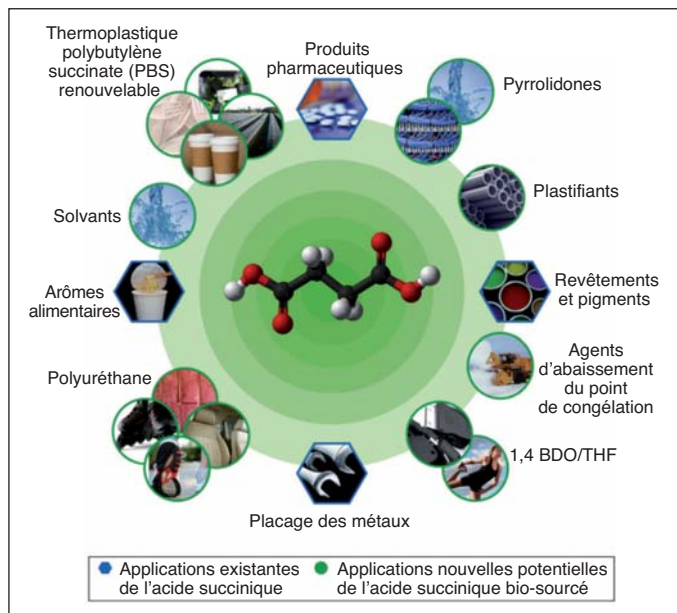 Thermoplastique
polybutylène
succinate (PBS)
renouvelable
Produits
pharmaceutiques
Pyrrolidones
Plastifiants
Solvants
Arômes
alimentaires
Revêtements
et pigments
Agents
d'abaissement
du point
de congélation
Polyuréthane
1,4 BDO/THF
Placage des métaux
Applications existantes
de l'acide succinique
Applications nouvelles potentielles
de l'acide succinique bio-sourcé